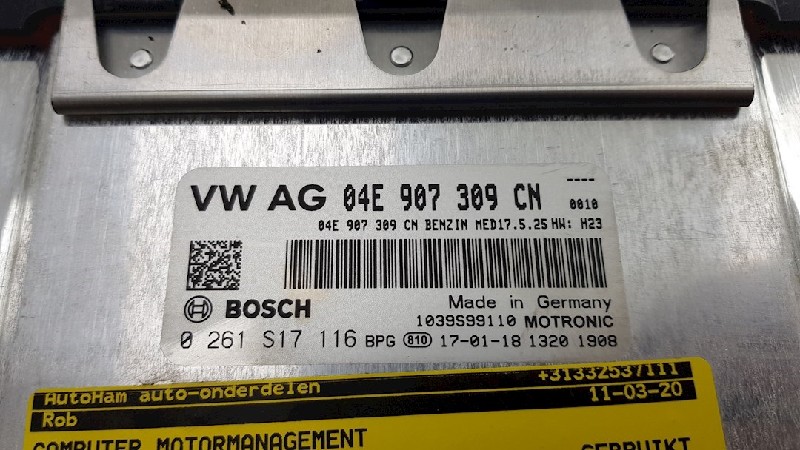 VW AG 04E 907 309 CN ----
0010
04E 907 309 CN BENZIN MED17.5.25 HW: H23
BOSCH
Made in Germany
1039S99110 MOTRONIC
0 261 S17 116 BPG 810 17-01-18 1320 1908
AutoHam auto-onderdelen +31332537111
Rob 11-03-20
COMPUTER MOTORMANAGEMENT
GEBRUIKT